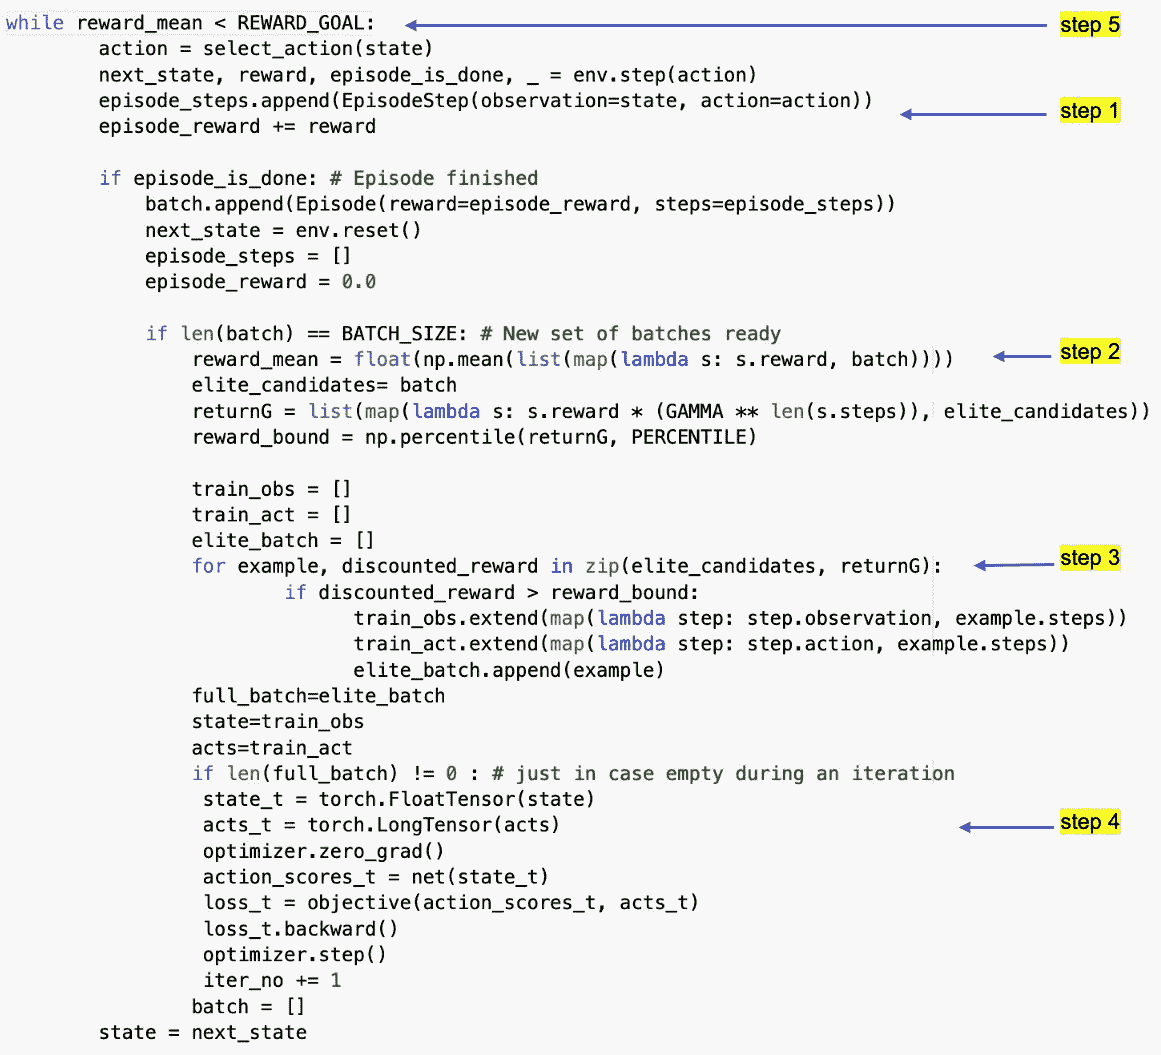 while reward_mean < REWARD_GOAL: step 5
        action = select_action(state)
        next_state, reward, episode_is_done, _ = env.step(action)
        episode_steps.append(EpisodeStep(observation=state, action=action)) step 1
        episode_reward += reward
        if episode_is_done: # Episode finished
            batch.append(Episode(reward=episode_reward, steps=episode_steps))
            next_state = env.reset()
            episode_steps = []
            episode_reward = 0.0
            if len(batch) == BATCH_SIZE: # New set of batches ready
                reward_mean = float(np.mean(list(map(lambda s: s.reward, batch)))) step 2
                elite_candidates= batch
                returnG = list(map(lambda s: s.reward * (GAMMA ** len(s.steps)), elite_candidates))
                reward_bound = np.percentile(returnG, PERCENTILE)
                train_obs = []
                train_act = []
                elite_batch = []
                for example, discounted_reward in zip(elite_candidates, returnG): step 3
                        if discounted_reward > reward_bound:
                              train_obs.extend(map(lambda step: step.observation, example.steps))
                              train_act.extend(map(lambda step: step.action, example.steps))
                              elite_batch.append(example)
                full_batch=elite_batch
                state=train_obs
                acts=train_act
                if len(full_batch) != 0 : # just in case empty during an iteration
                 state_t = torch.FloatTensor(state)
                 acts_t = torch.LongTensor(acts) step 4
                 optimizer.zero_grad()
                 action_scores_t = net(state_t)
                 loss_t = objective(action_scores_t, acts_t)
                 loss_t.backward()
                 optimizer.step()
                 iter_no += 1
                batch = []
        state = next_state